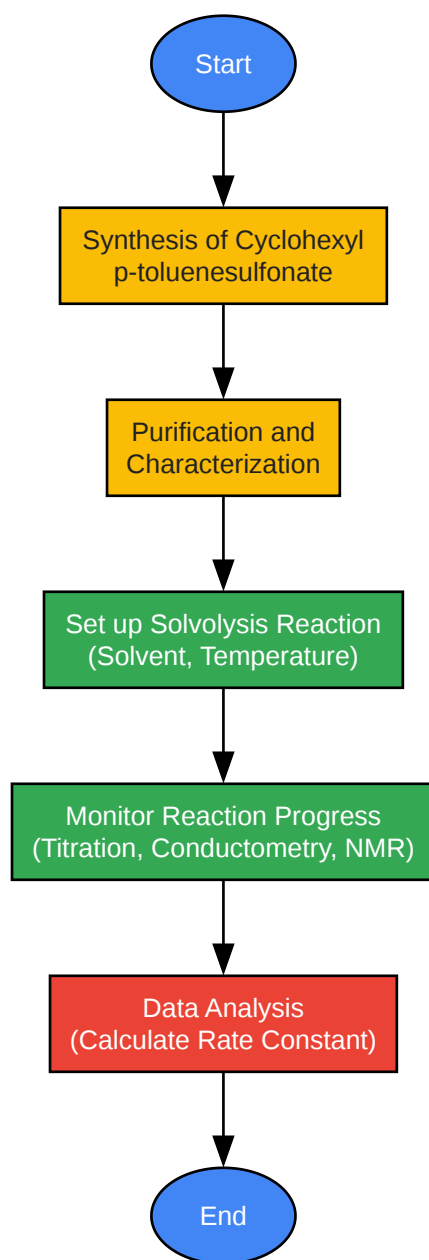 Start
Synthesis of Cyclohexyl
p-toluenesulfonate
Purification and
Characterization
Set up Solvolysis Reaction
(Solvent, Temperature)
Monitor Reaction Progress
(Titration, Conductometry, NMR)
Data Analysis
(Calculate Rate Constant)
End